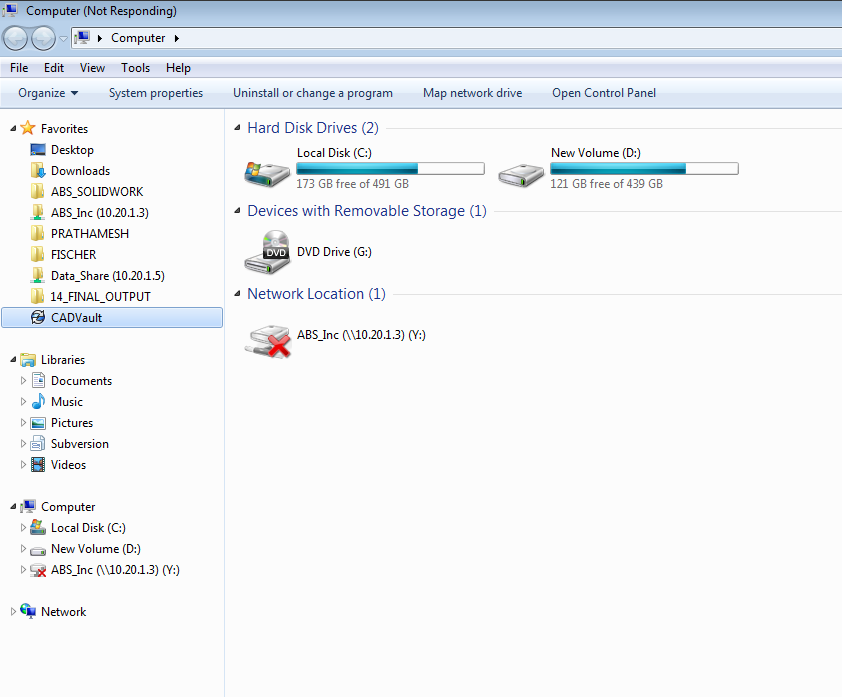 Computer (Not Responding)
Computer
File Edit View Tools Help
Organize System properties Uninstall or change a program Map network drive Open Control Panel
Favorites
Desktop
Downloads
ABS_SOLIDWORK
ABS_Inc (10.20.1.3)
PRATHAMESH
FISCHER
Data_Share (10.20.1.5)
14_FINAL_OUTPUT
CADVault
Libraries
Documents
Music
Pictures
Subversion
Videos
Computer
Local Disk (C:)
New Volume (D:)
ABS_Inc (\\10.20.1.3) (Y:)
Network
Hard Disk Drives (2)
Local Disk (C:)
173 GB free of 491 GB
New Volume (D:)
121 GB free of 439 GB
Devices with Removable Storage (1)
DVD
DVD Drive (G:)
Network Location (1)
ABS_Inc (\\10.20.1.3) (Y:)